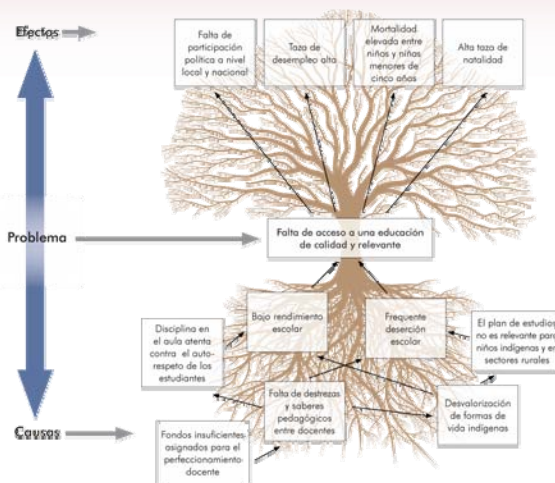 Efectos
Falta de
participación
política a nivel
local y nacional
Taza de
desempleo alta
Mortalidad
elevada entre
niños y niñas
menores de
cinco años
Alta taza de
natalidad
Problema
Falta de acceso a una educación
de calidad y relevante
Bajo rendimiento
escolar
Frequente
deserción
escolar
Disciplina en
el aula atenta
contra el auto-
respeto de los
estudiantes
El plan de estudios
no es relevante para
niños indígenas y en
sectores rurales
Falta de destrezas
y saberes
pedagógicos
entre docentes
Desvalorización
de formas de
vida indígenas
Causas
Fondos insuficientes
asignados para el
perfeccionamiento
docente